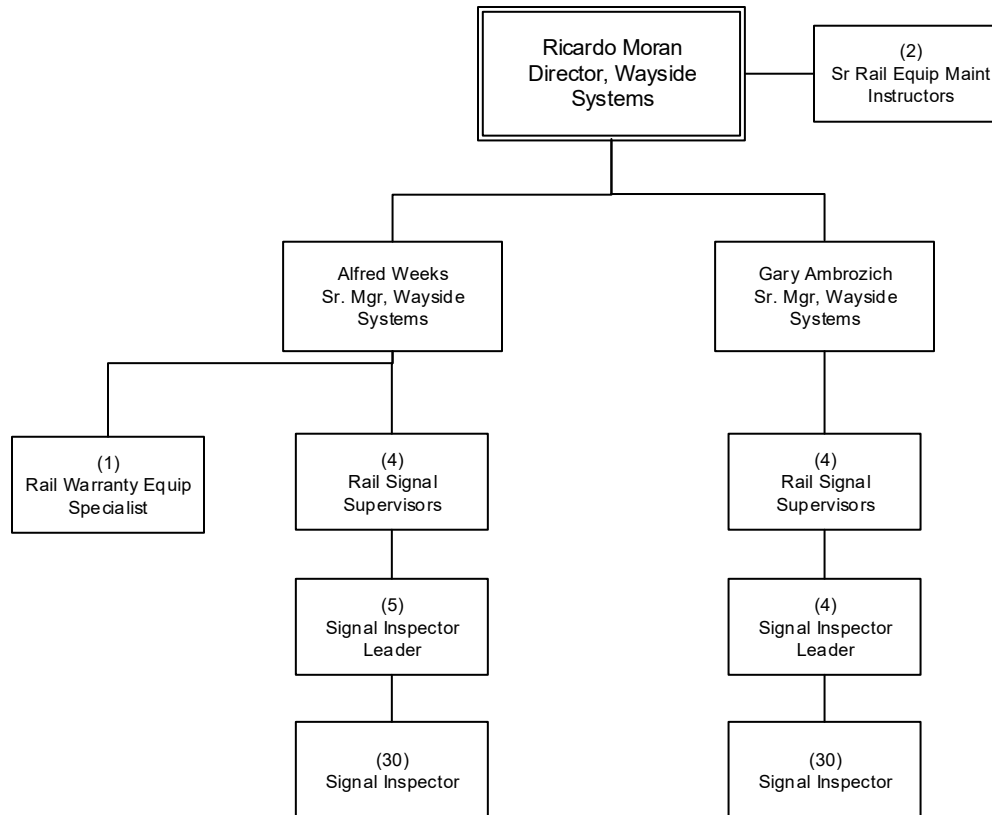 Ricardo Moran
Director, Wayside
Systems
(2)
Sr Rail Equip Maint
Instructors
Alfred Weeks
Sr. Mgr, Wayside
Systems
Gary Ambrozich
Sr. Mgr, Wayside
Systems
(1)
Rail Warranty Equip
Specialist
(4)
Rail Signal
Supervisors
(4)
Rail Signal
Supervisors
(5)
Signal Inspector
Leader
(4)
Signal Inspector
Leader
(30)
Signal Inspector
(30)
Signal Inspector